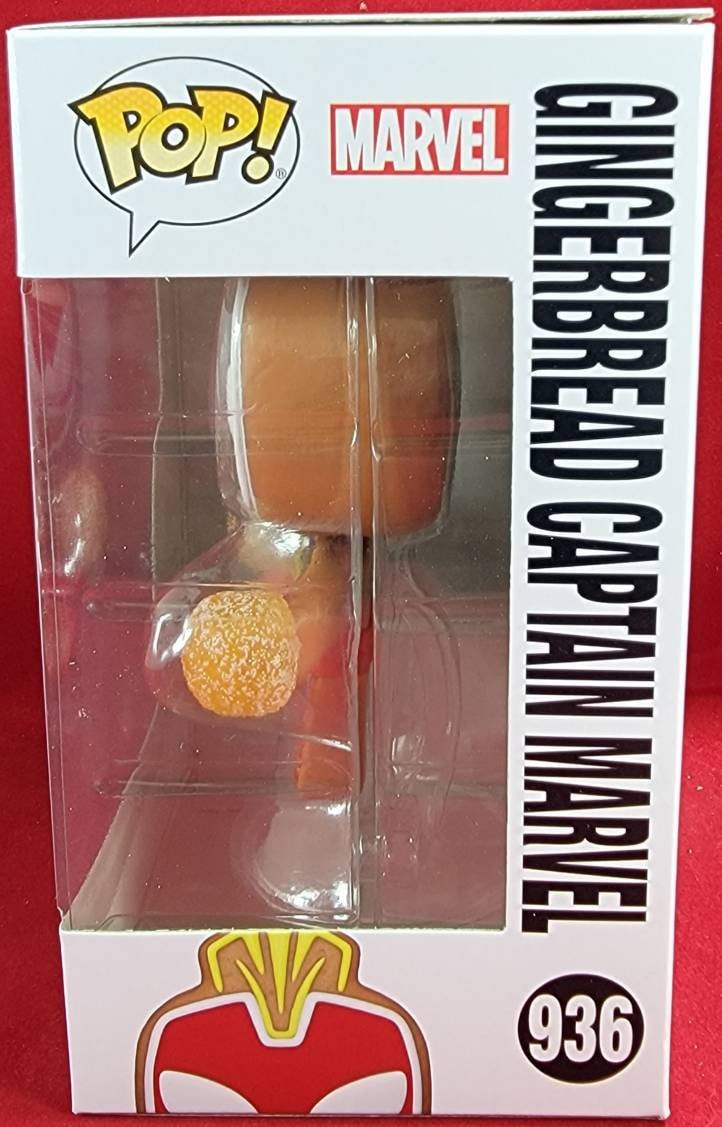 POP!®
MARVEL
GINGERBREAD CAPTAIN MARVEL
936